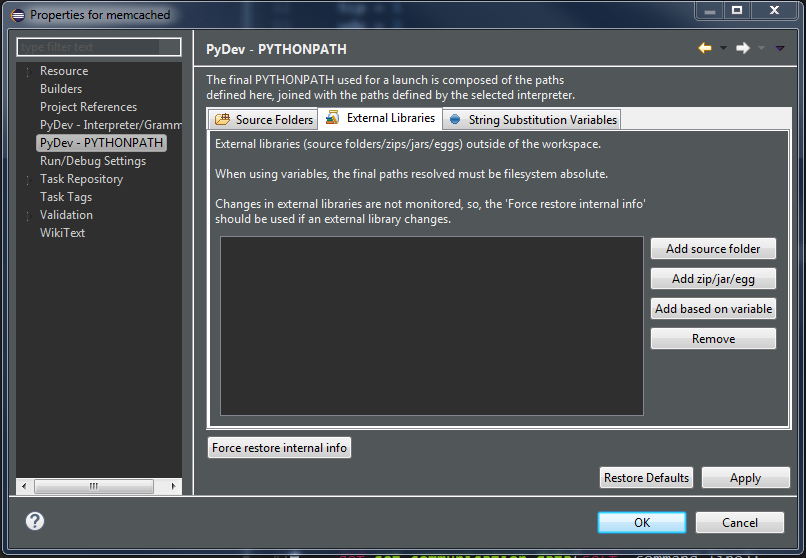 Properties for memcached
type filter text
Resource
Builders
Project References
PyDev - Interpreter/Gramm
PyDev - PYTHONPATH
Run/Debug Settings
Task Repository
Task Tags
Validation
WikiText
PyDev - PYTHONPATH
The final PYTHONPATH used for a launch is composed of the paths
defined here, joined with the paths defined by the selected interpreter.
Source Folders
External Libraries
String Substitution Variables
External libraries (source folders/zips/jars/eggs) outside of the workspace.
When using variables, the final paths resolved must be filesystem absolute.
Changes in external libraries are not monitored, so, the 'Force restore internal info'
should be used if an external library changes.
Add source folder
Add zip/jar/egg
Add based on variable
Remove
Force restore internal info
Restore Defaults
Apply
OK
Cancel